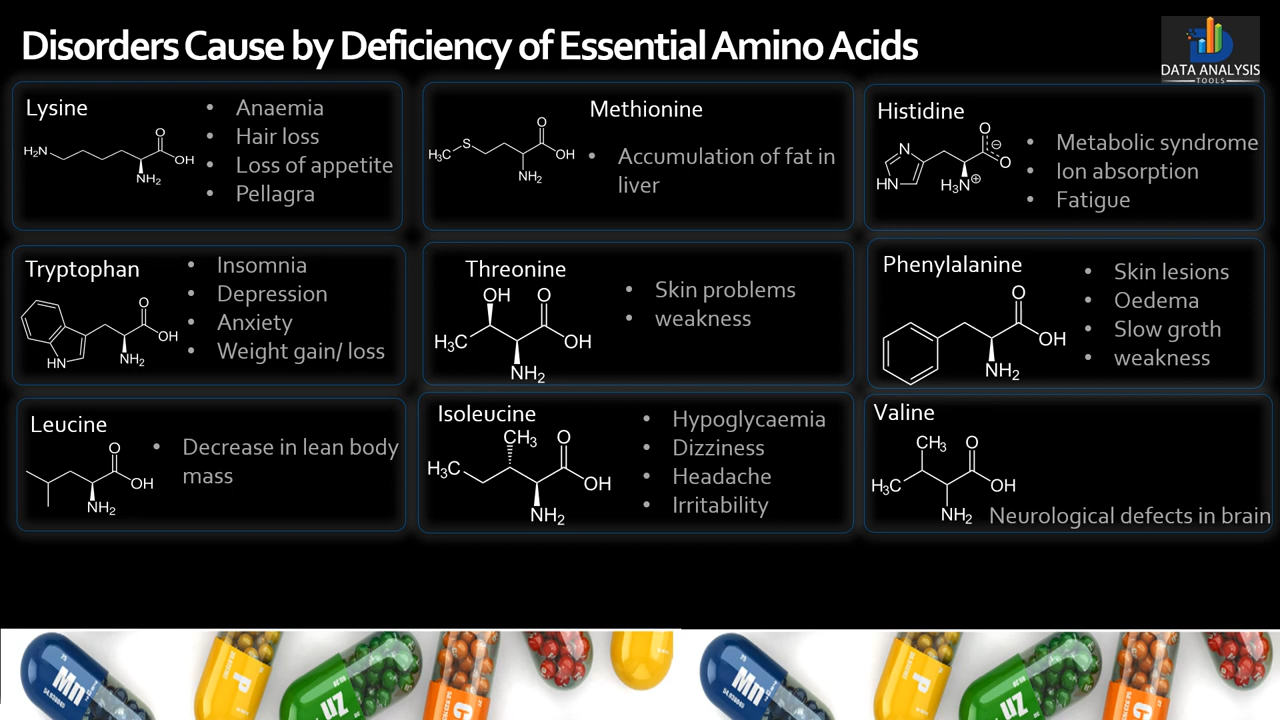 Disorders Cause by Deficiency of Essential Amino Acids
DATA ANALYSIS
TOOLS
Lysine
• Anaemia
• Hair loss
• Loss of appetite
• Pellagra
H₂N
O
OH
NH₂
Methionine
• Accumulation of fat in
liver
H₃C
S
O
OH
NH₂
Histidine
• Metabolic syndrome
• Ion absorption
• Fatigue
N
HN
O
⊖
O
H₃N⊕
Tryptophan
• Insomnia
• Depression
• Anxiety
• Weight gain/ loss
O
OH
NH₂
HN
Threonine
• Skin problems
• weakness
OH
O
H₃C
OH
NH₂
Phenylalanine
• Skin lesions
• Oedema
• Slow groth
• weakness
O
OH
NH₂
Leucine
• Decrease in lean body
mass
O
OH
NH₂
Isoleucine
• Hypoglycaemia
• Dizziness
• Headache
• Irritability
CH₃
O
H₃C
OH
NH₂
Valine
CH₃
O
H₃C
OH
NH₂
Neurological defects in brain
Mn
P
Zn
C
Mn
P
Zn
C